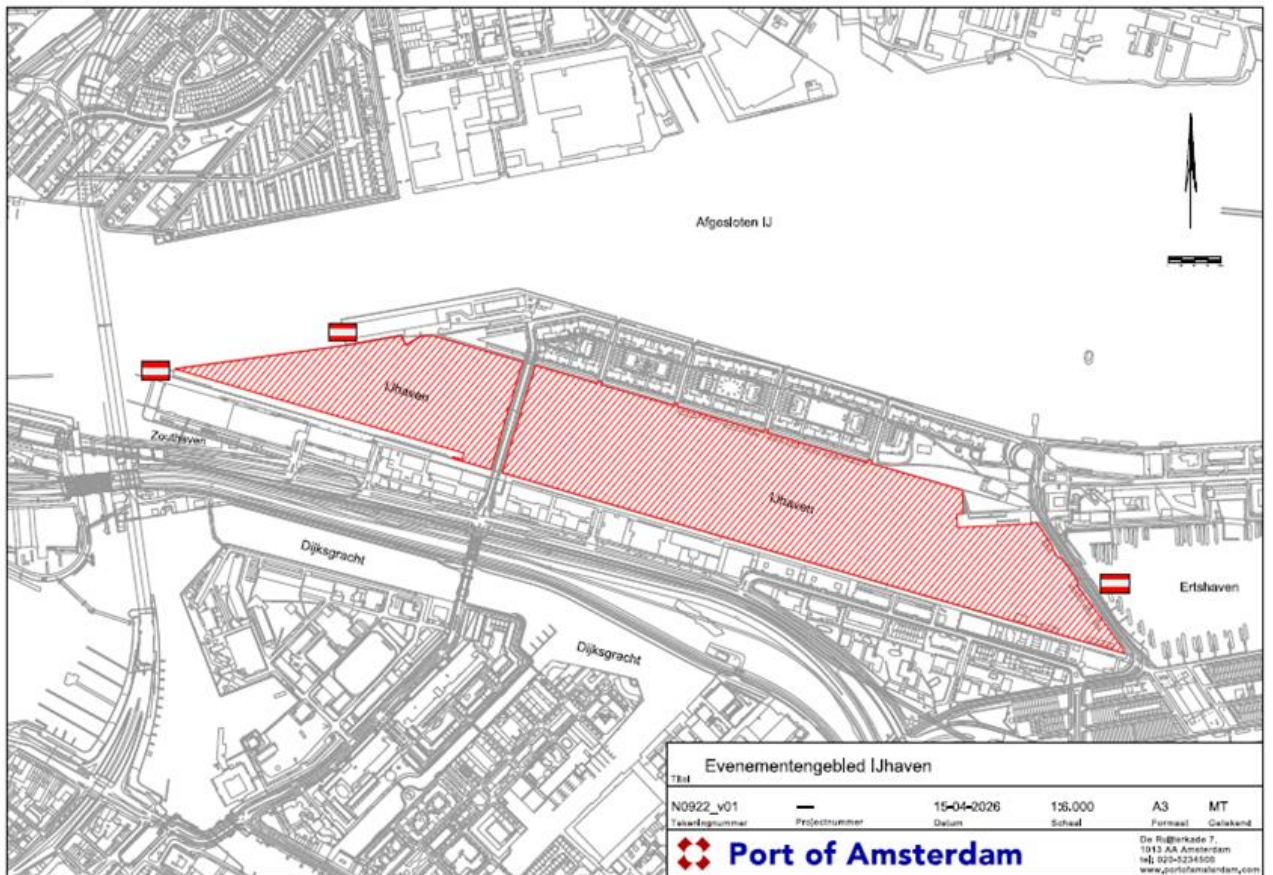 Afgesloten IJ
IJhaven
Zouthaven
IJhaven
Dijksgracht
Ertshaven
Dijksgracht
Titel Evenementengebied IJhaven
N0922_v01 — 15-04-2026 1:6.000 A3 MT
Tekeningnummer Projectnummer Datum Schaal Formaat Getekend
Port of Amsterdam
De Ruijterkade 7,
1013 AA Amsterdam
tel; 020-5234500
www.portofamsterdam.com